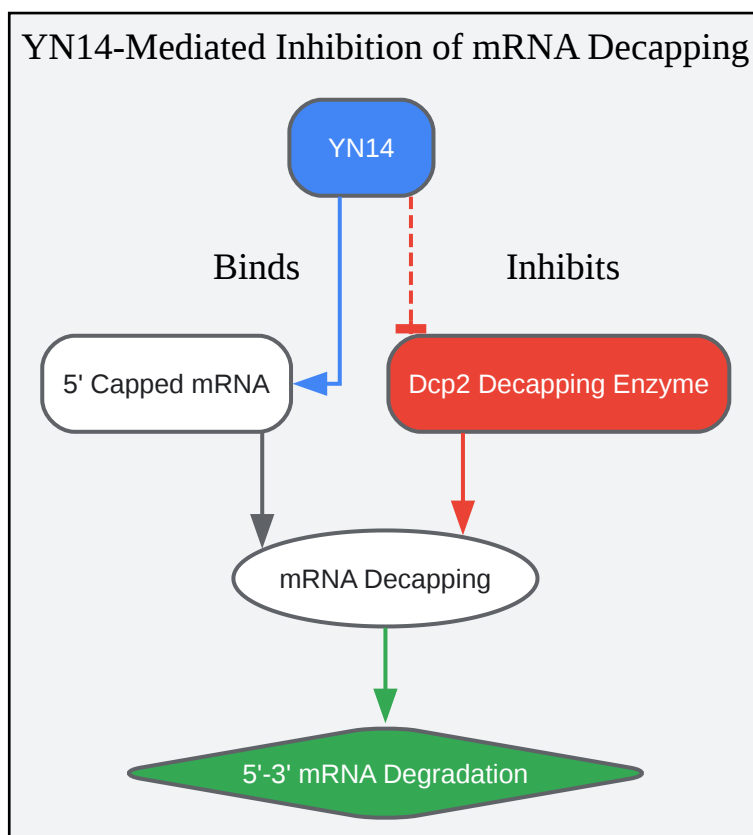 YN14-Mediated Inhibition of mRNA Decapping
YN14
Binds
Inhibits
5' Capped mRNA
Dcp2 Decapping Enzyme
mRNA Decapping
5'-3' mRNA Degradation